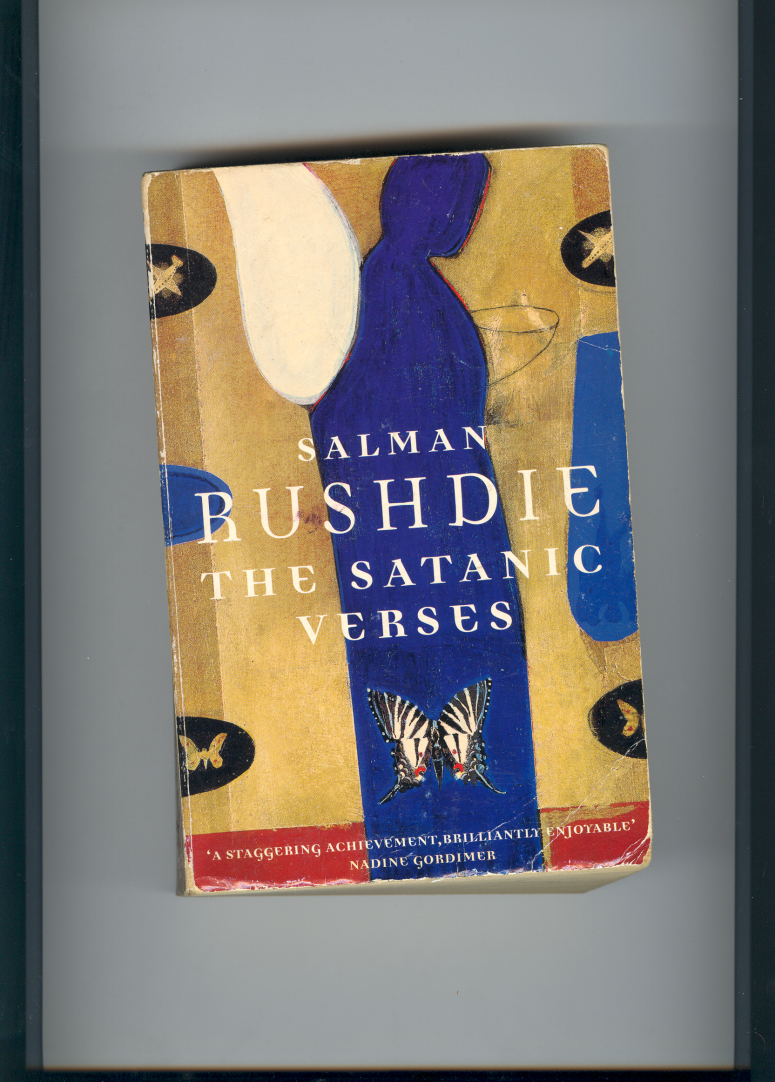 SALMAN
RUSHDIE
THE SATANIC
VERSES
'A STAGGERING ACHIEVEMENT, BRILLIANTLY ENJOYABLE'
NADINE GORDIMER